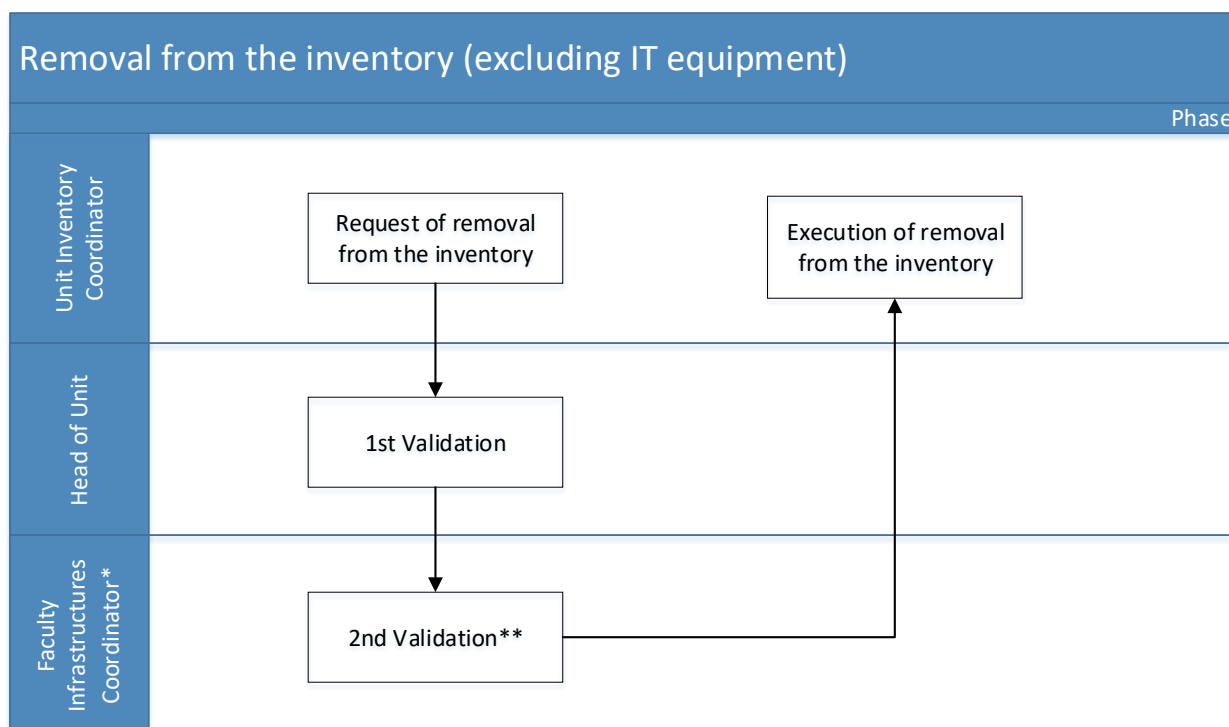 Removal from the inventory (excluding IT equipment)
Phase
Unit Inventory
Coordinator
Request of removal
from the inventory
Execution of removal
from the inventory
Head of Unit
1st Validation
Faculty
Infrastructures
Coordinator*
2nd Validation**